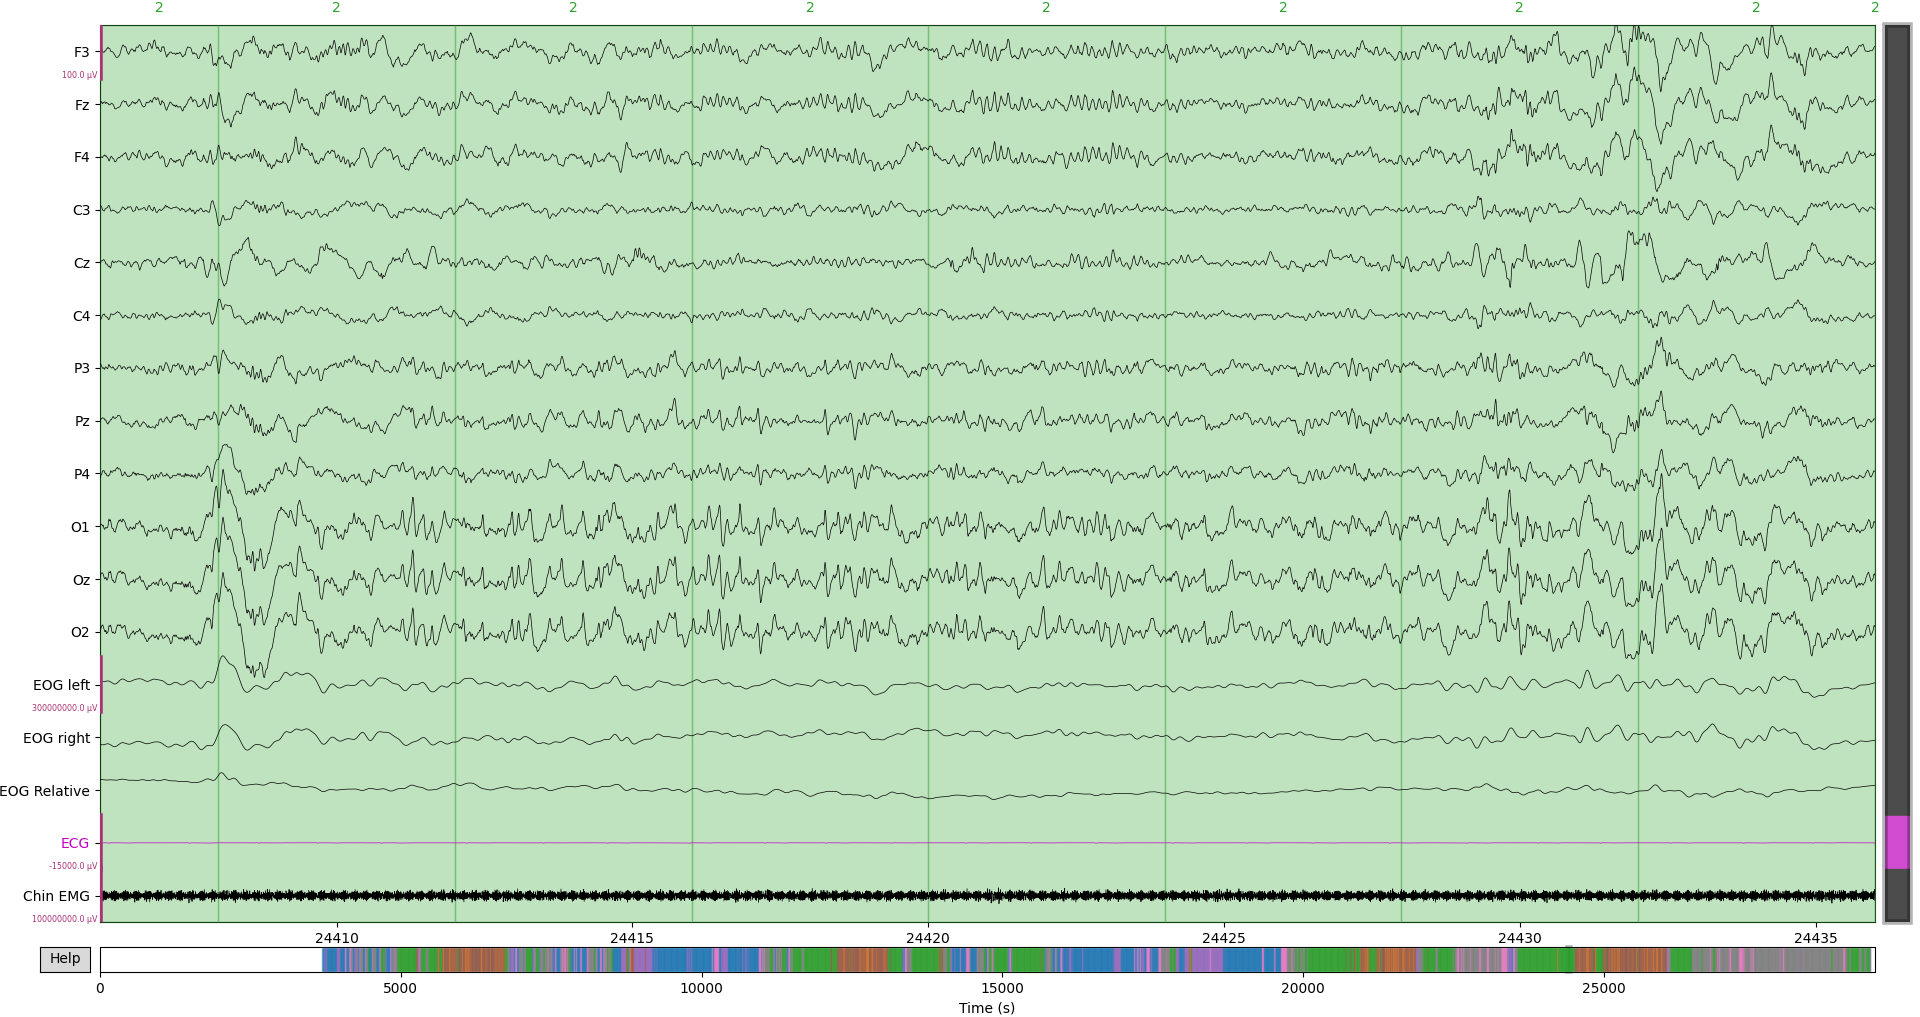 2 2 2 2 2 2 2 2 2
F3
100.0 µV
Fz
F4
C3
Cz
C4
P3
Pz
P4
O1
Oz
O2
EOG left
300000000.0 µV
EOG right
EOG Relative
ECG
-15000.0 µV
Chin EMG
100000000.0 µV
24410 24415 24420 24425 24430 24435
Help
0 5000 10000 15000 20000 25000
Time (s)